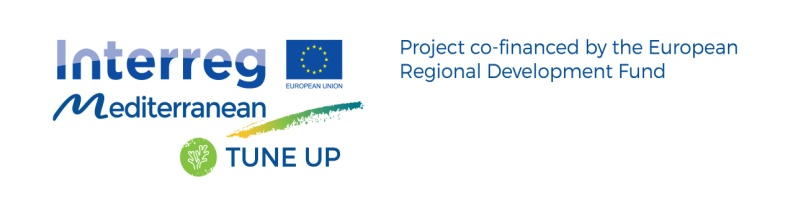 Interreg
EUROPEAN UNION
Mediterranean
TUNE UP
Project co-financed by the European
Regional Development Fund